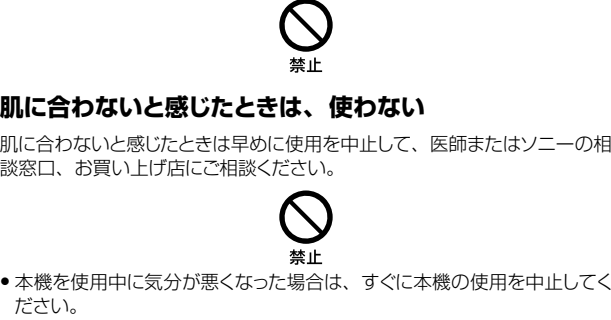 禁止
肌に合わないと感じたときは、使わない
肌に合わないと感じたときは早めに使用を中止して、医師またはソニーの相
談窓口、お買い上げ店にご相談ください。
禁止
• 本機を使用中に気分が悪くなった場合は、すぐに本機の使用を中止してく
ださい。